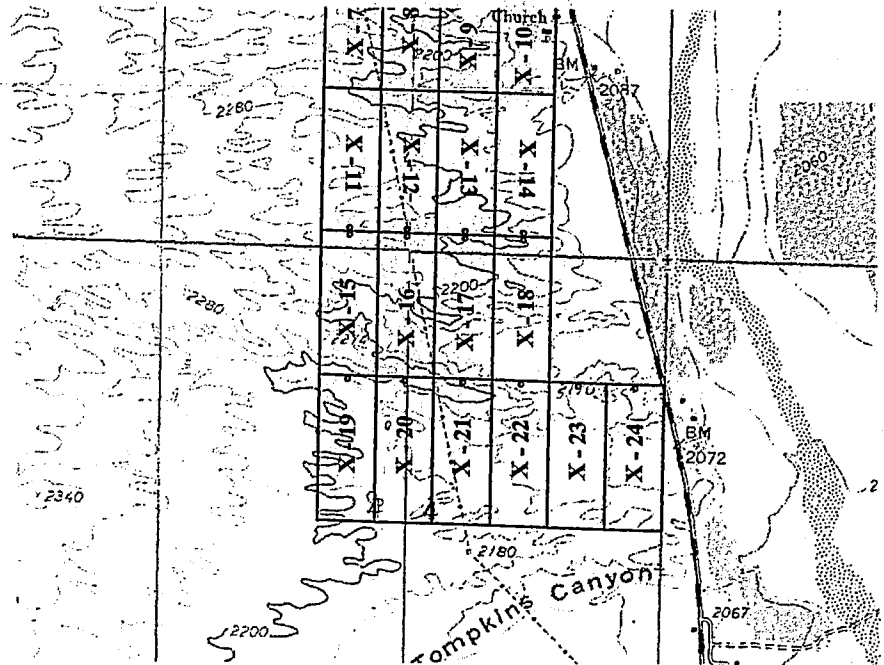 Church
X-7
X-8
X-9
X-10
2200
BM
2087
2280
2060
X-11
X-12
X-13
X-14
2280
2200
X-15
X-16
X-17
X-18
X-19
X-20
X-21
X-22
X-23
X-24
BM
2072
2340
2180
Tompkins Canyon
2067
2200
2